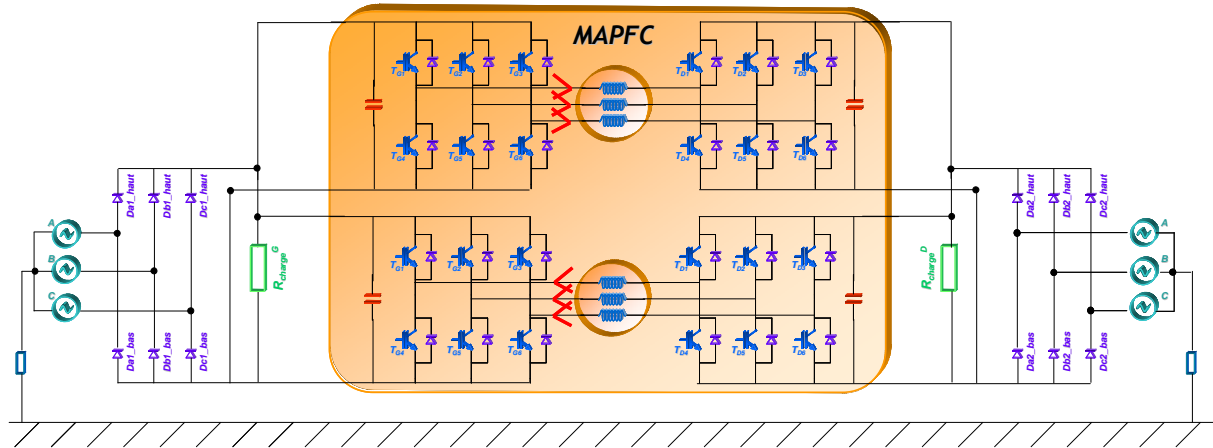 MAPFC
TG1 TG2 TG3 TD1 TD2 TD3
TG4 TG5 TG6 TD4 TD5 TD6
Da1_haut Db1_haut Dc1_haut Da2_haut Db2_haut Dc2_haut
A A
B B
C C
Rcharge G Rcharge D
TG1 TG2 TG3 TD1 TD2 TD3
TG4 TG5 TG6 TD4 TD5 TD6
Da1_bas Db1_bas Dc1_bas Da2_bas Db2_bas Dc2_bas